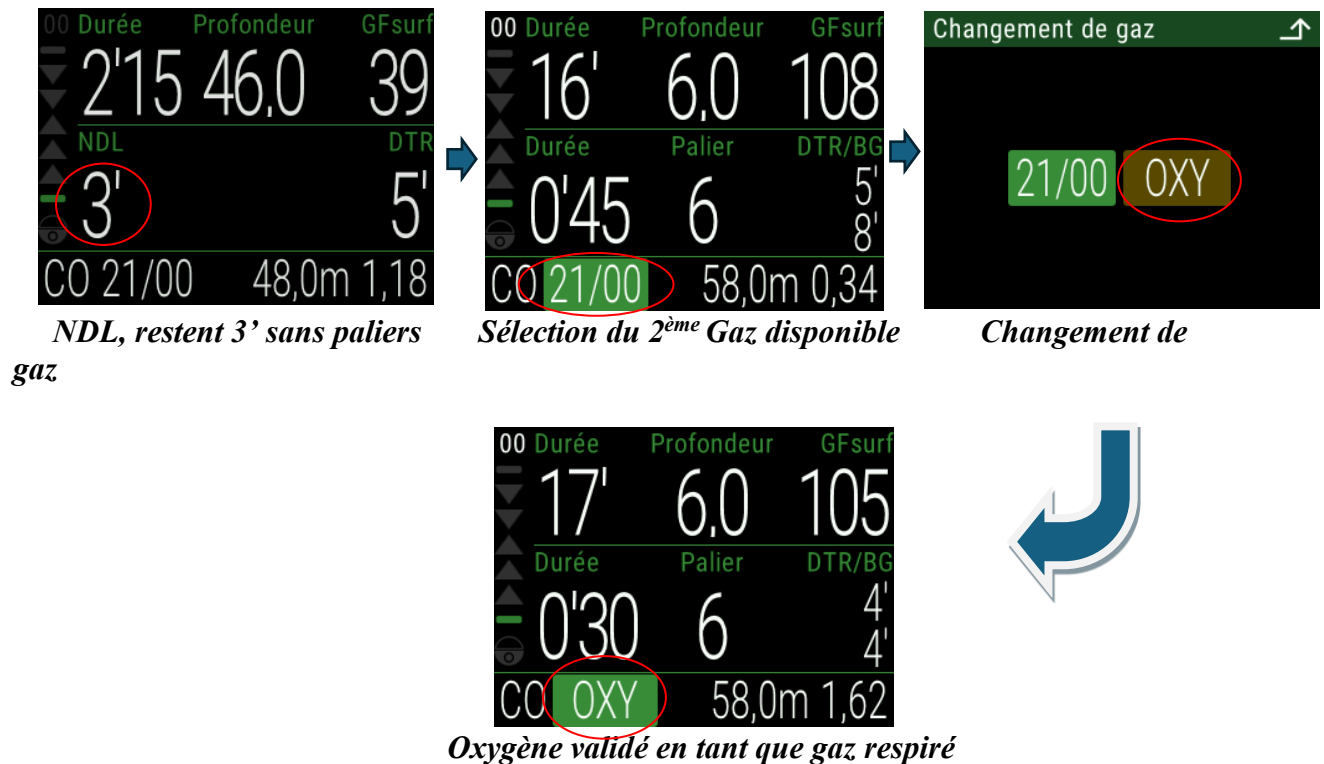 00 Durée Profondeur GFsurf
2'15 46,0 39
NDL DTR
3' 5'
CO 21/00 48,0m 1,18
NDL, restent 3' sans paliers
00 Durée Profondeur GFsurf
16' 6,0 108
Durée Palier DTR/BG
0'45 6 5'
8'
CO 21/00 58,0m 0,34
Sélection du 2ème Gaz disponible
Changement de gaz
21/00 OXY
Changement de
gaz
00 Durée Profondeur GFsurf
17' 6,0 105
Durée Palier DTR/BG
0'30 6 4'
4'
CO OXY 58,0m 1,62
Oxygène validé en tant que gaz respiré